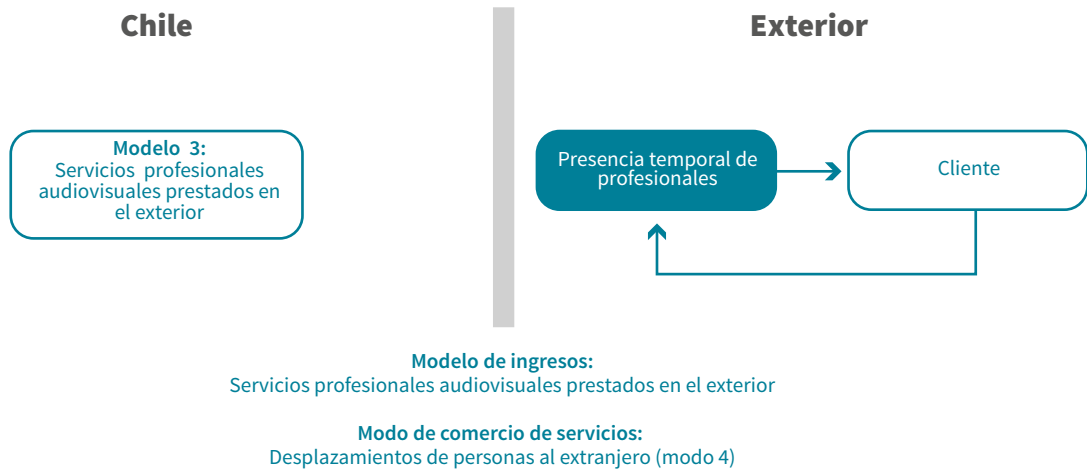 Chile
Exterior
Modelo 3:
Servicios profesionales
audiovisuales prestados en
el exterior
Presencia temporal de
profesionales
Cliente
Modelo de ingresos:
Servicios profesionales audiovisuales prestados en el exterior
Modo de comercio de servicios:
Desplazamientos de personas al extranjero (modo 4)